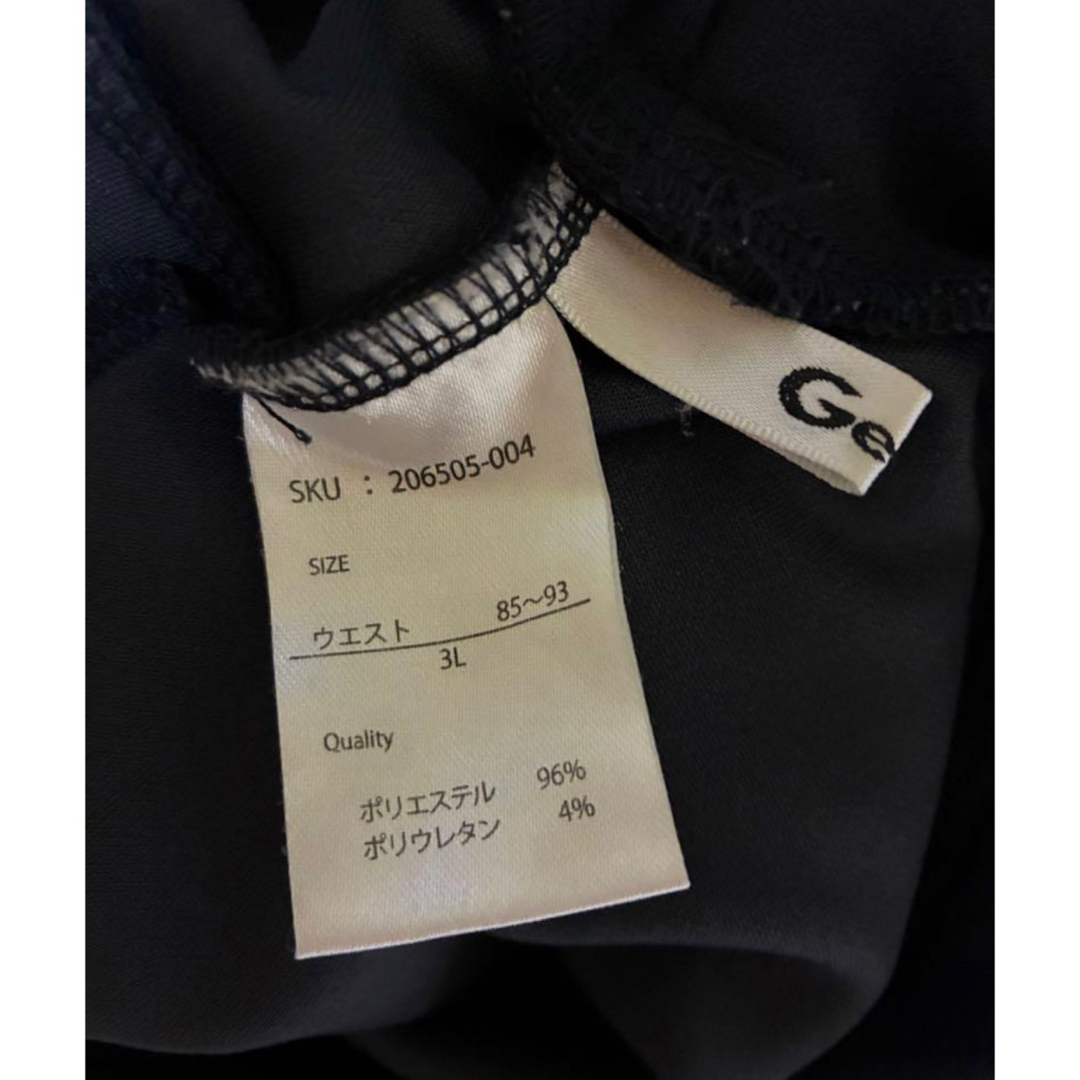 SKU : 206505-004
SIZE
ウエスト 85～93
3L
Quality
ポリエステル 96%
ポリウレタン 4%